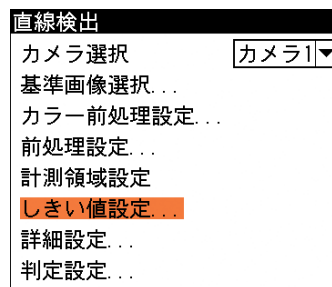 直線検出
カメラ選択 カメラ1▼
基準画像選択...
カラー前処理設定...
前処理設定...
計測領域設定
しきい値設定...
詳細設定...
判定設定...